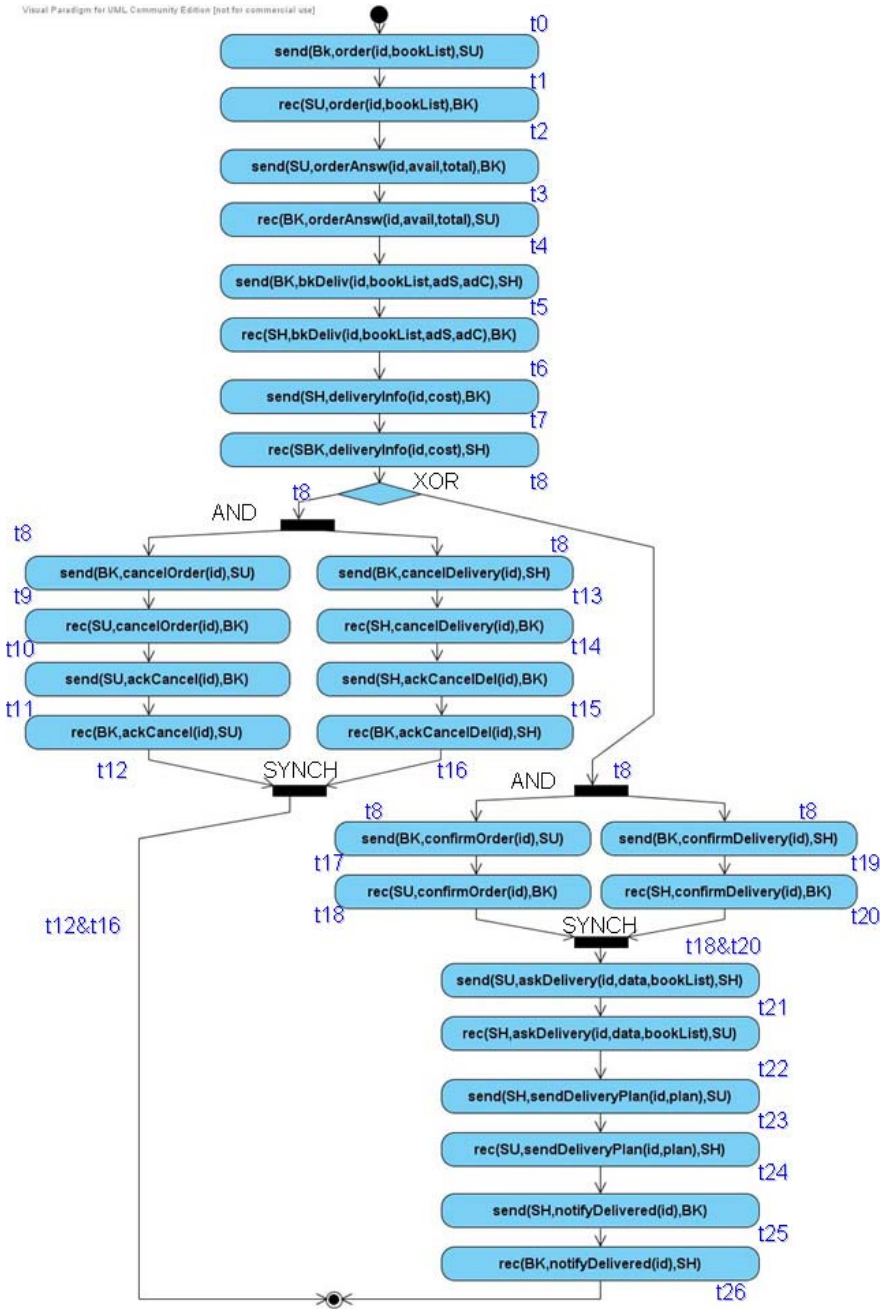 Visual Paradigm for UML Community Edition [not for commercial use]
t0
send(Bk,order(id,bookList),SU)
t1
rec(SU,order(id,bookList),BK)
t2
send(SU,orderAnsw(id,avail,total),BK)
t3
rec(BK,orderAnsw(id,avail,total),SU)
t4
send(BK,bkDeliv(id,bookList,adS,adC),SH)
t5
rec(SH,bkDeliv(id,bookList,adS,adC),BK)
t6
send(SH,deliveryInfo(id,cost),BK)
t7
rec(SBK,deliveryInfo(id,cost),SH)
t8
XOR
t8
AND
t8
t8
send(BK,cancelOrder(id),SU)
send(BK,cancelDelivery(id),SH)
t9
t13
rec(SU,cancelOrder(id),BK)
rec(SH,cancelDelivery(id),BK)
t10
t14
send(SU,ackCancel(id),BK)
send(SH,ackCancelDel(id),BK)
t11
t15
rec(BK,ackCancel(id),SU)
rec(BK,ackCancelDel(id),SH)
t12
SYNCH
t16
AND
t8
t8
t8
send(BK,confirmOrder(id),SU)
send(BK,confirmDelivery(id),SH)
t17
t19
rec(SU,confirmOrder(id),BK)
rec(SH,confirmDelivery(id),BK)
t18
t20
SYNCH
t12&t16
t18&t20
send(SU,askDelivery(id,data,bookList),SH)
t21
rec(SH,askDelivery(id,data,bookList),SU)
t22
send(SH,sendDeliveryPlan(id,plan),SU)
t23
rec(SU,sendDeliveryPlan(id,plan),SH)
t24
send(SH,notifyDelivered(id),BK)
t25
rec(BK,notifyDelivered(id),SH)
t26